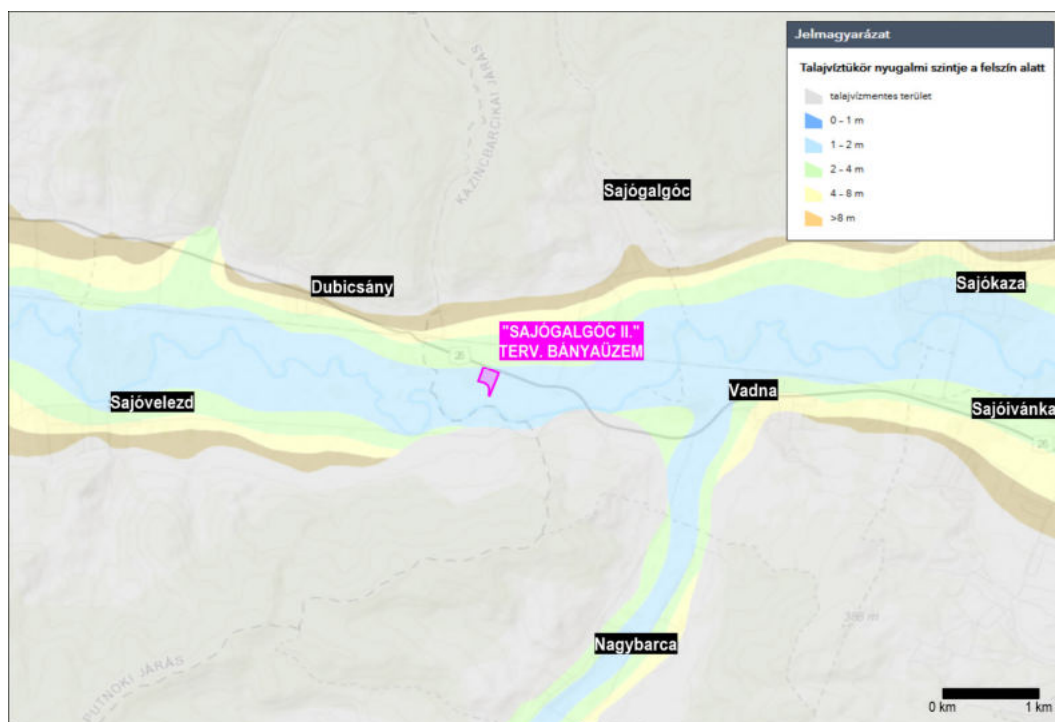 Jelmagyarázat
Talajvíztükör nyugalmi szintje a felszín alatt
talajvízmentes terület
0 – 1 m
1 – 2 m
2 – 4 m
4 – 8 m
>8 m
KAZINCBARCIKAI JÁRÁS
Sajógalgóc
Dubicsány
Sajókaza
"SAJÓGALGÓC II."
TERV. BÁNYAÜZEM
26
Sajóvelezd
Vadna
Sajóivánka
26
Nagybarca
PUTNOKI JÁRÁS
0 km
1 km